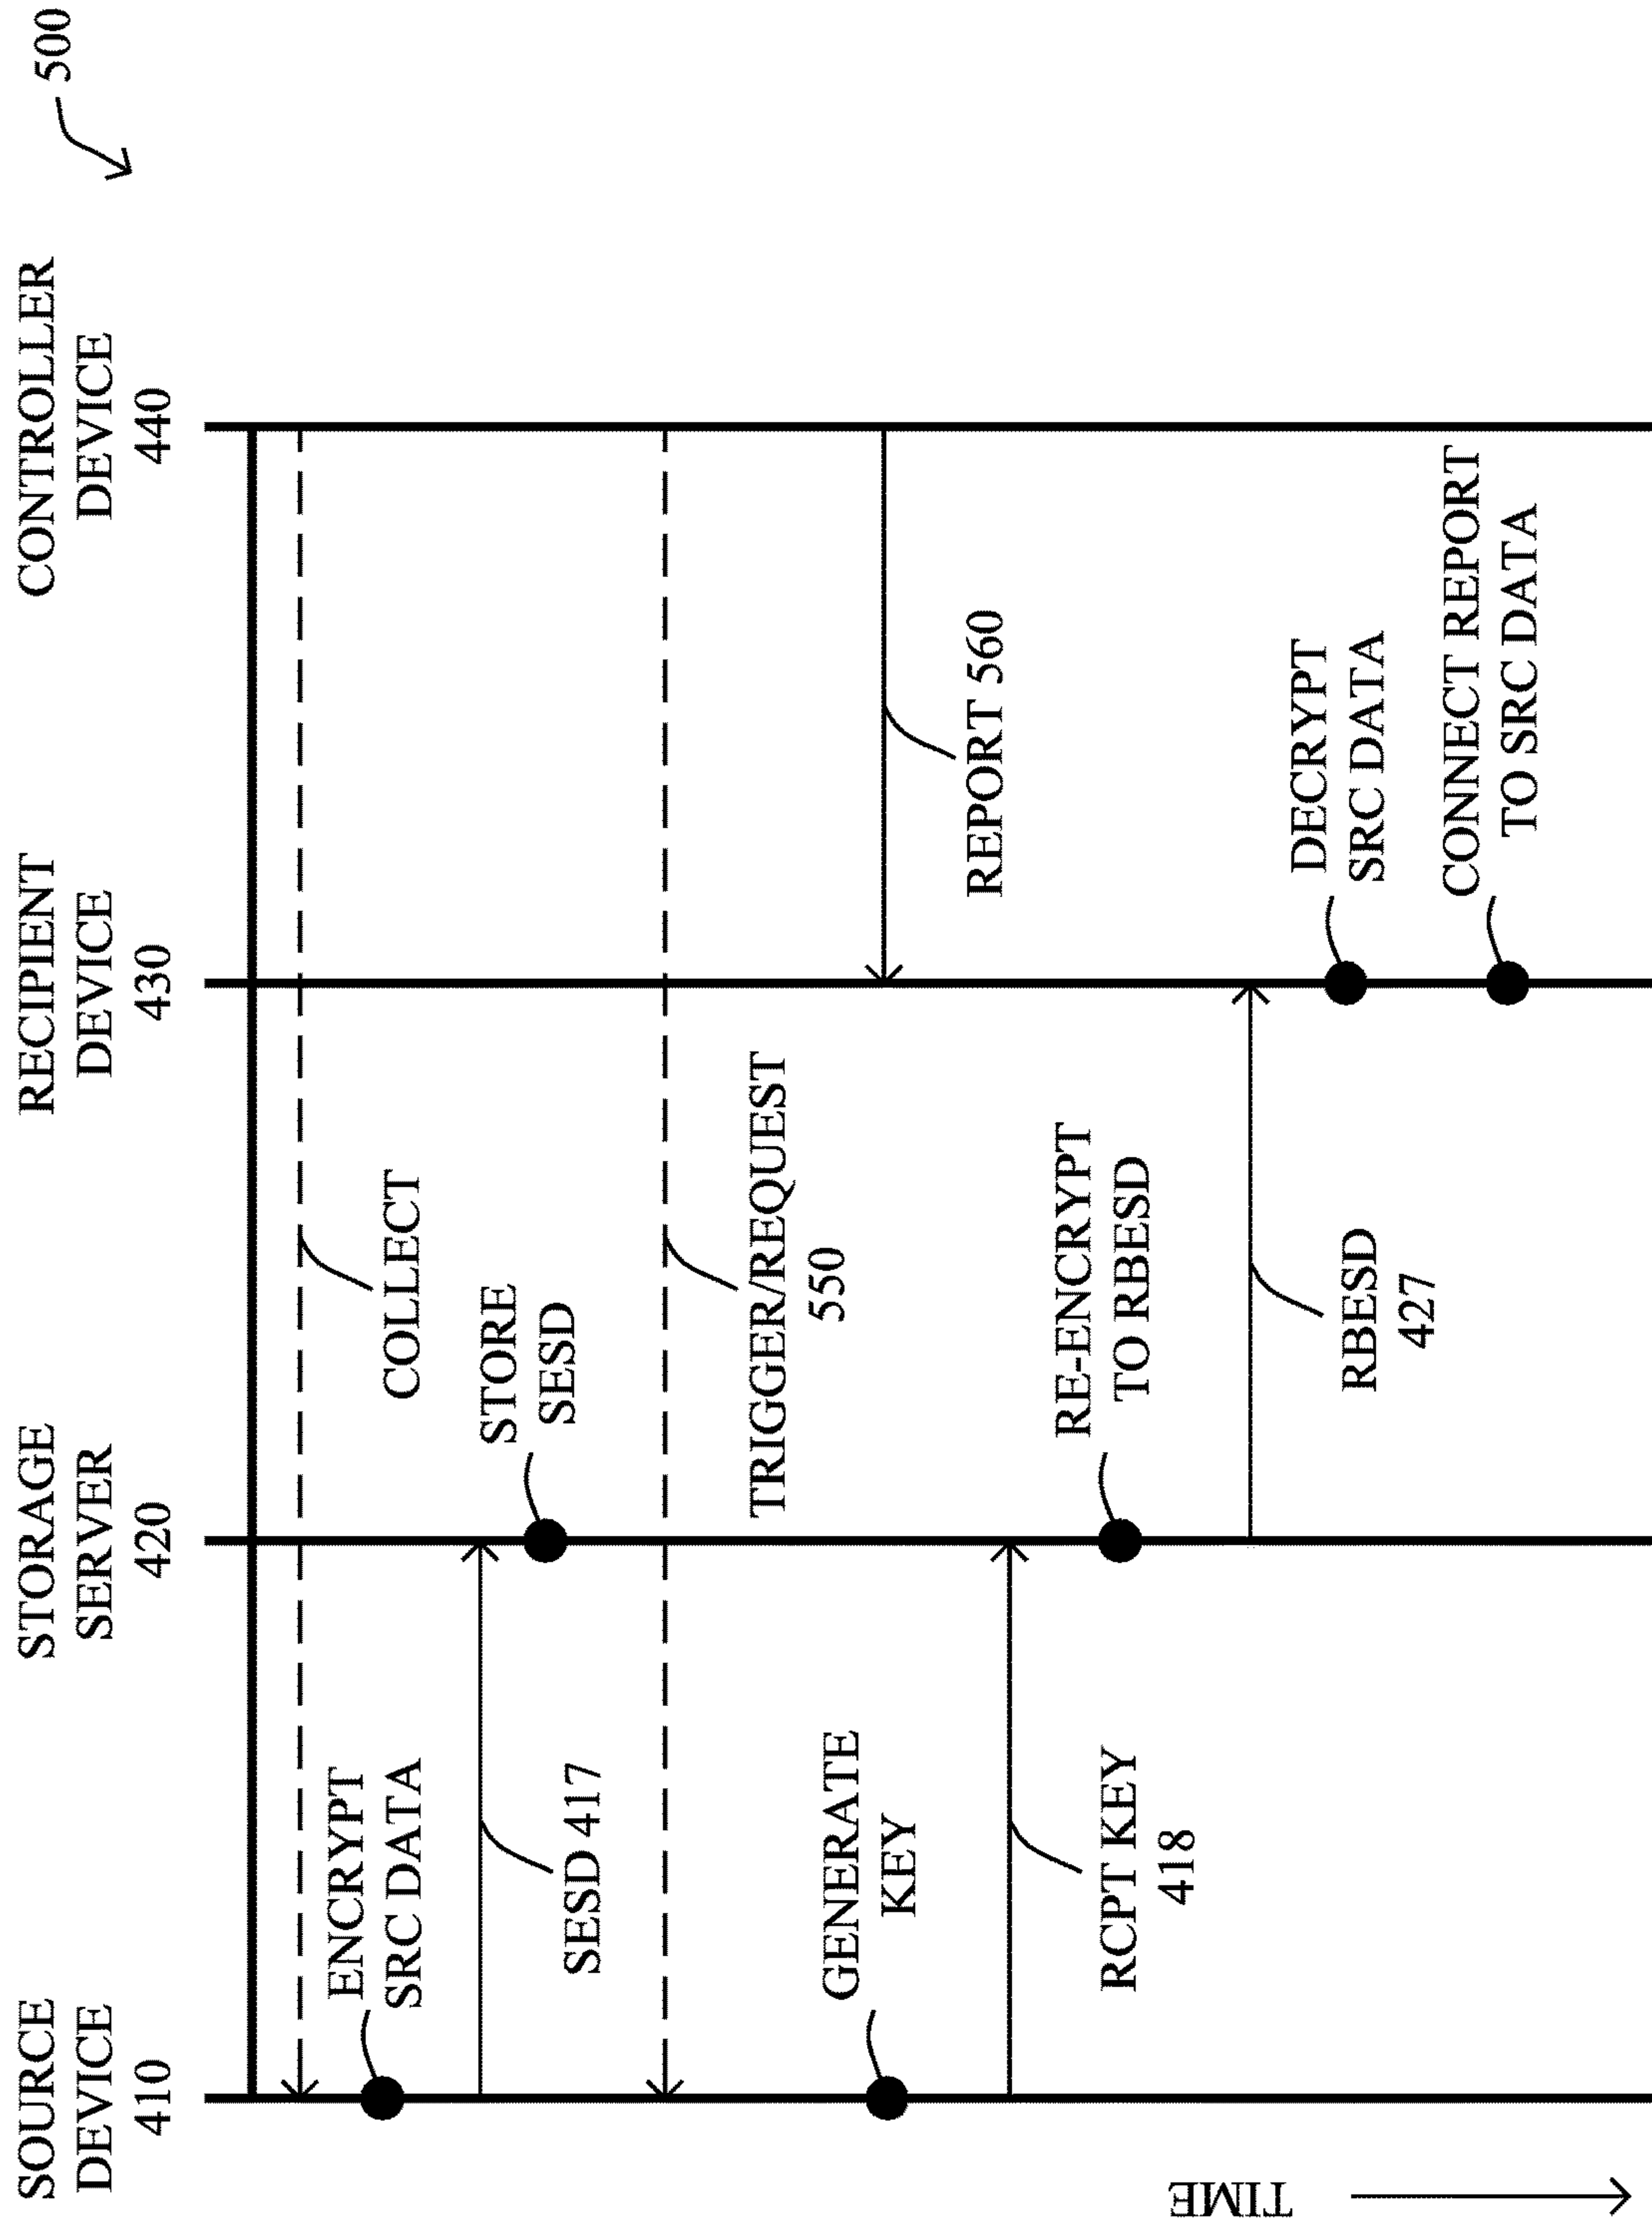 500
SOURCE
DEVICE
410
STORAGE
SERVER
420
RECIPIENT
DEVICE
430
CONTROLLER
DEVICE
440
COLLECT
ENCRYPT
SRC DATA
SESD 417
STORE
SESD
TRIGGER/REQUEST
550
GENERATE
KEY
REPORT 560
RCPT KEY
418
RE-ENCRYPT
TO RBESD
RBESD
427
DECRYPT
SRC DATA
CONNECT REPORT
TO SRC DATA
TIME